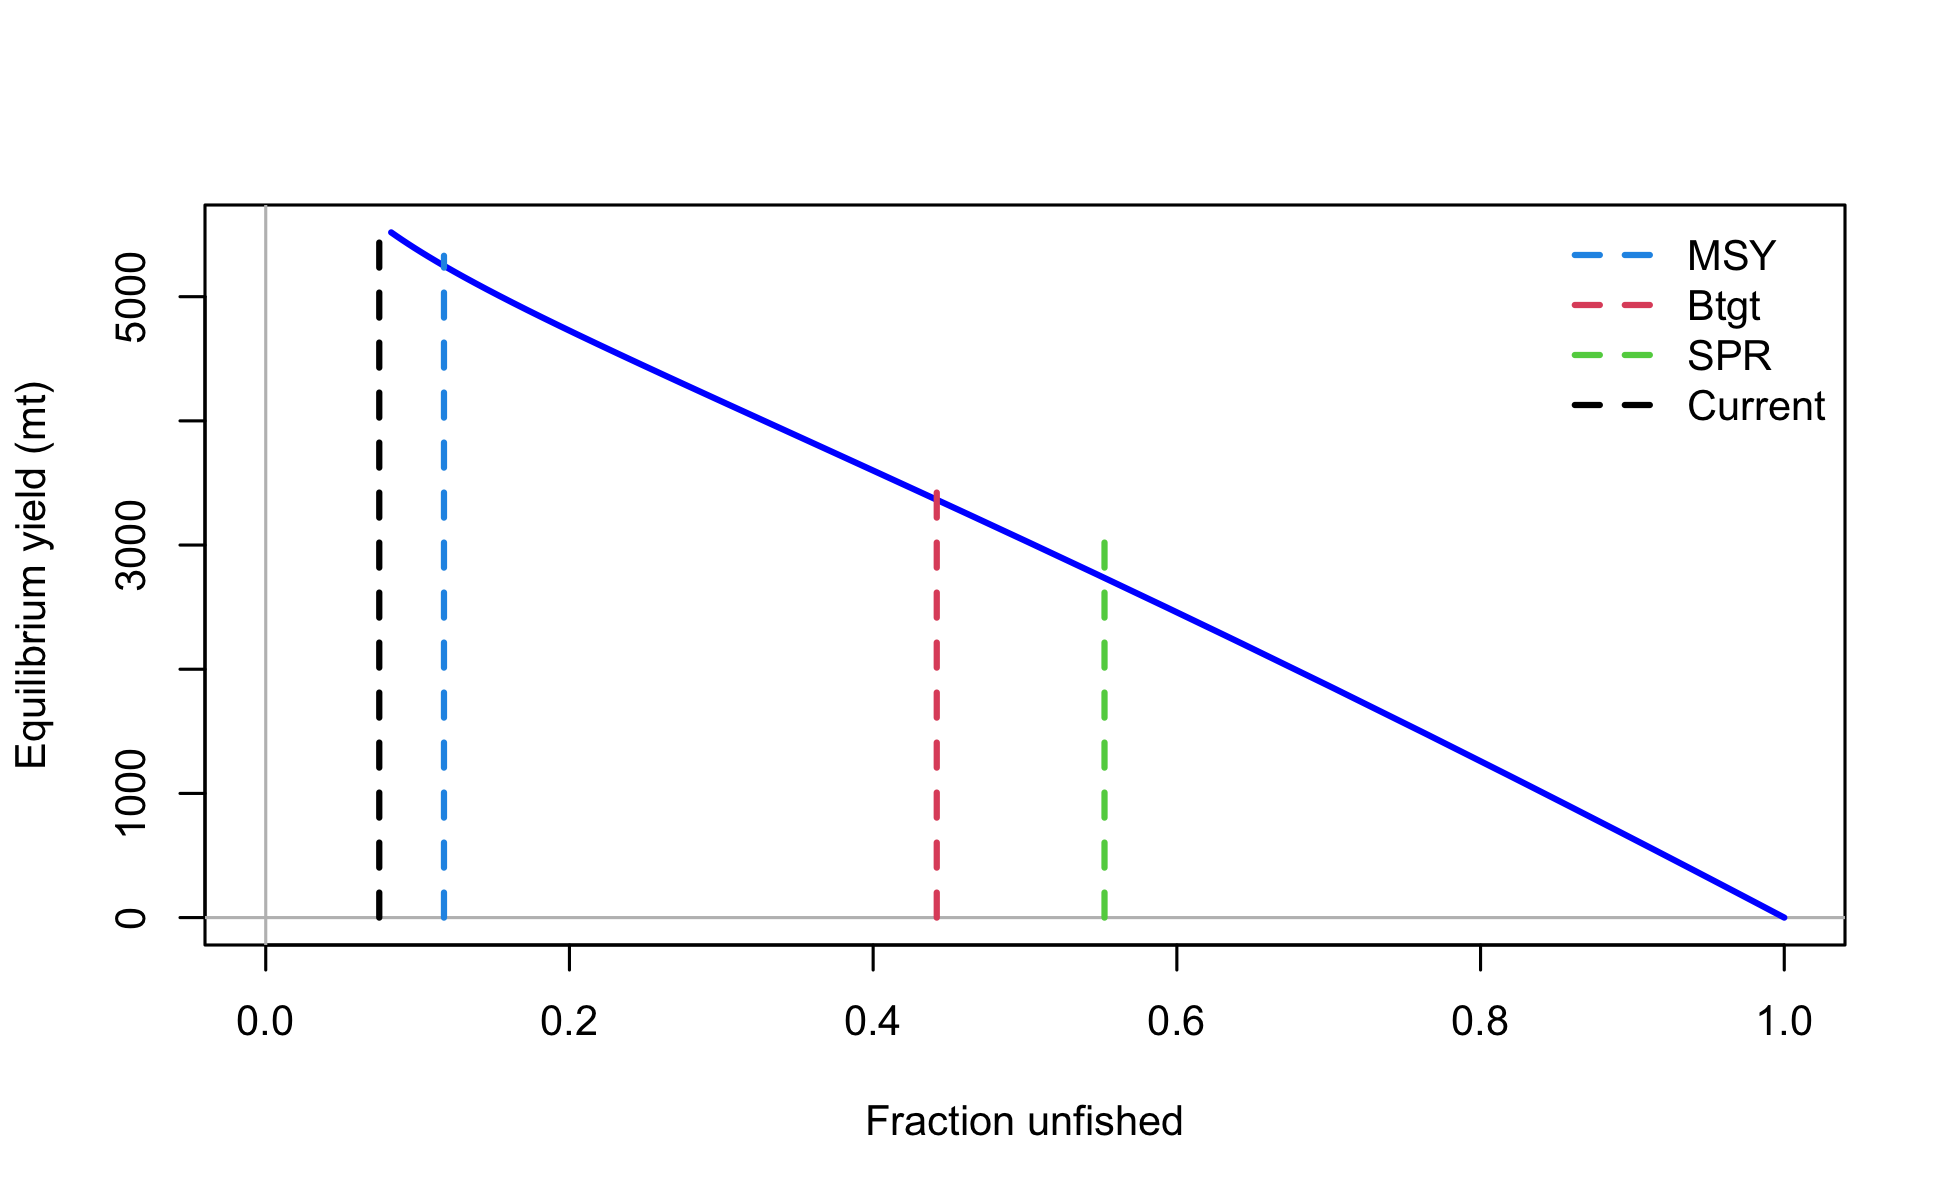 MSY
Btgt
SPR
Current
Equilibrium yield (mt)
5000
3000
1000
0
0.0 0.2 0.4 0.6 0.8 1.0
Fraction unfished